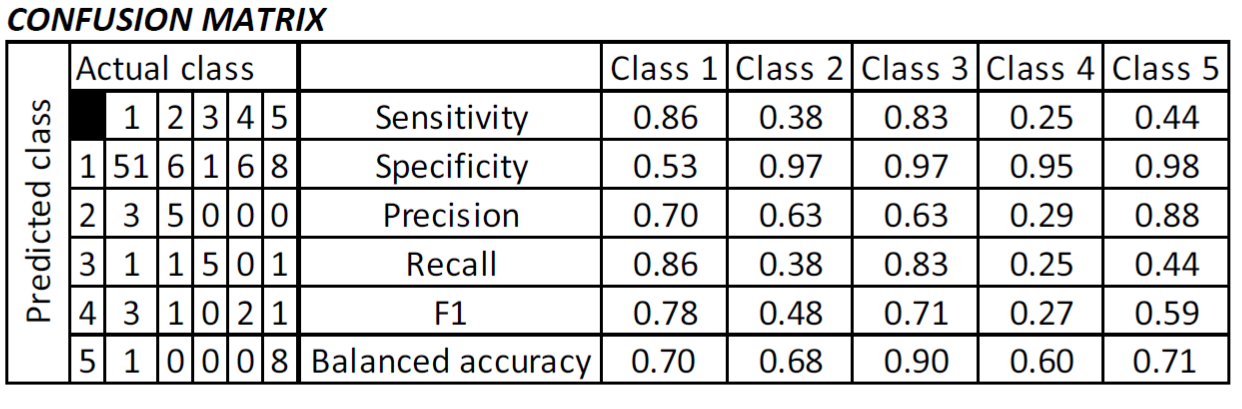 CONFUSION MATRIX
Actual class Class 1 Class 2 Class 3 Class 4 Class 5
Predicted class
1 2 3 4 5 Sensitivity 0.86 0.38 0.83 0.25 0.44
1 51 6 1 6 8 Specificity 0.53 0.97 0.97 0.95 0.98
2 3 5 0 0 0 Precision 0.70 0.63 0.63 0.29 0.88
3 1 1 5 0 1 Recall 0.86 0.38 0.83 0.25 0.44
4 3 1 0 2 1 F1 0.78 0.48 0.71 0.27 0.59
5 1 0 0 0 8 Balanced accuracy 0.70 0.68 0.90 0.60 0.71